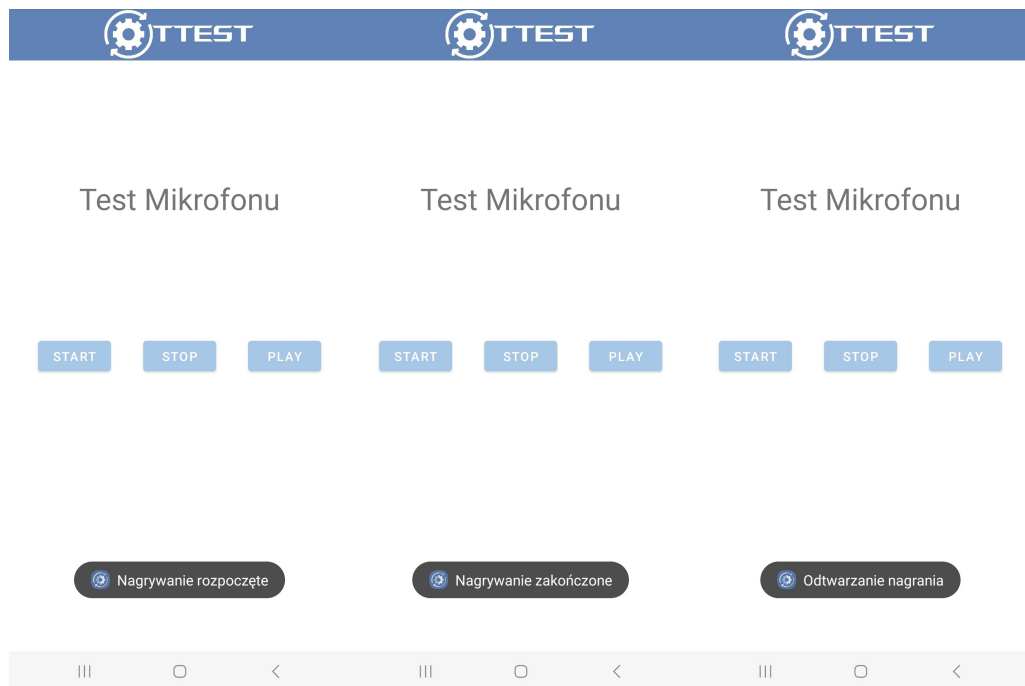 TTEST
Test Mikrofonu
START STOP PLAY
Nagrywanie rozpoczęte
TTEST
Test Mikrofonu
START STOP PLAY
Nagrywanie zakończone
TTEST
Test Mikrofonu
START STOP PLAY
Odtwarzanie nagrania